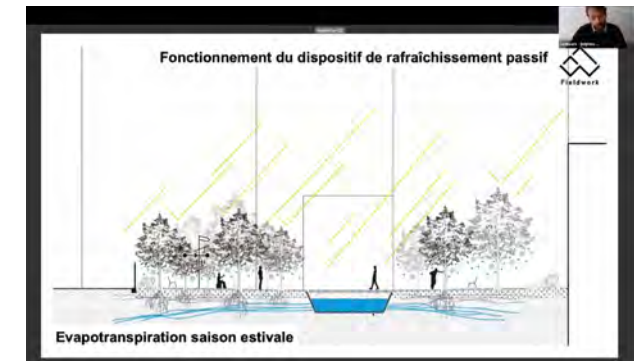 Fonctionnement du dispositif de rafraîchissement passif
Fieldwork
Evapotranspiration saison estivale